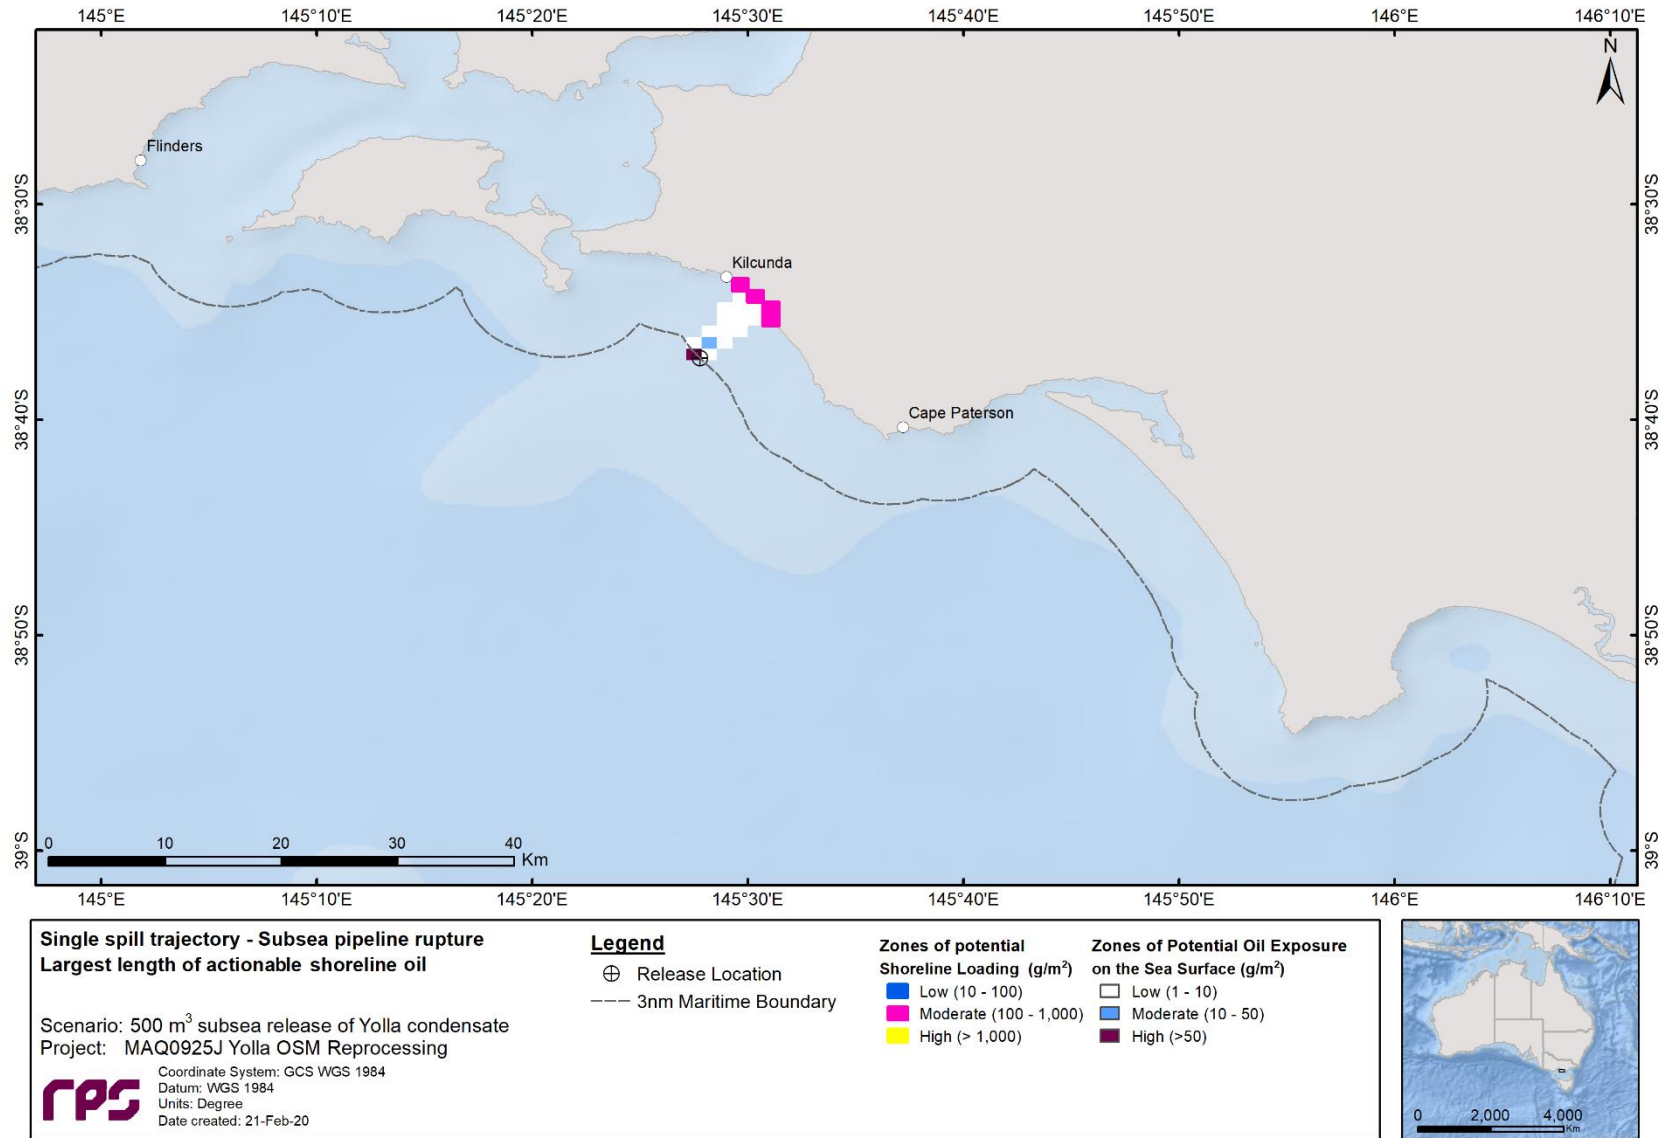 145°E 145°10'E 145°20'E 145°30'E 145°40'E 145°50'E 146°E 146°10'E
N
Flinders
38°30'S 38°30'S
Kilcunda
38°40'S 38°40'S
Cape Paterson
38°50'S 38°50'S
0 10 20 30 40
Km
39°S 39°S
145°E 145°10'E 145°20'E 145°30'E 145°40'E 145°50'E 146°E 146°10'E
Single spill trajectory - Subsea pipeline rupture
Largest length of actionable shoreline oil
Scenario: 500 m³ subsea release of Yolla condensate
Project: MAQ0925J Yolla OSM Reprocessing
rps
Coordinate System: GCS WGS 1984
Datum: WGS 1984
Units: Degree
Date created: 21-Feb-20
Legend
Release Location
3nm Maritime Boundary
Zones of potential
Shoreline Loading (g/m²)
Low (10 - 100)
Moderate (100 - 1,000)
High (> 1,000)
Zones of Potential Oil Exposure
on the Sea Surface (g/m²)
Low (1 - 10)
Moderate (10 - 50)
High (>50)
0 2,000 4,000
Km